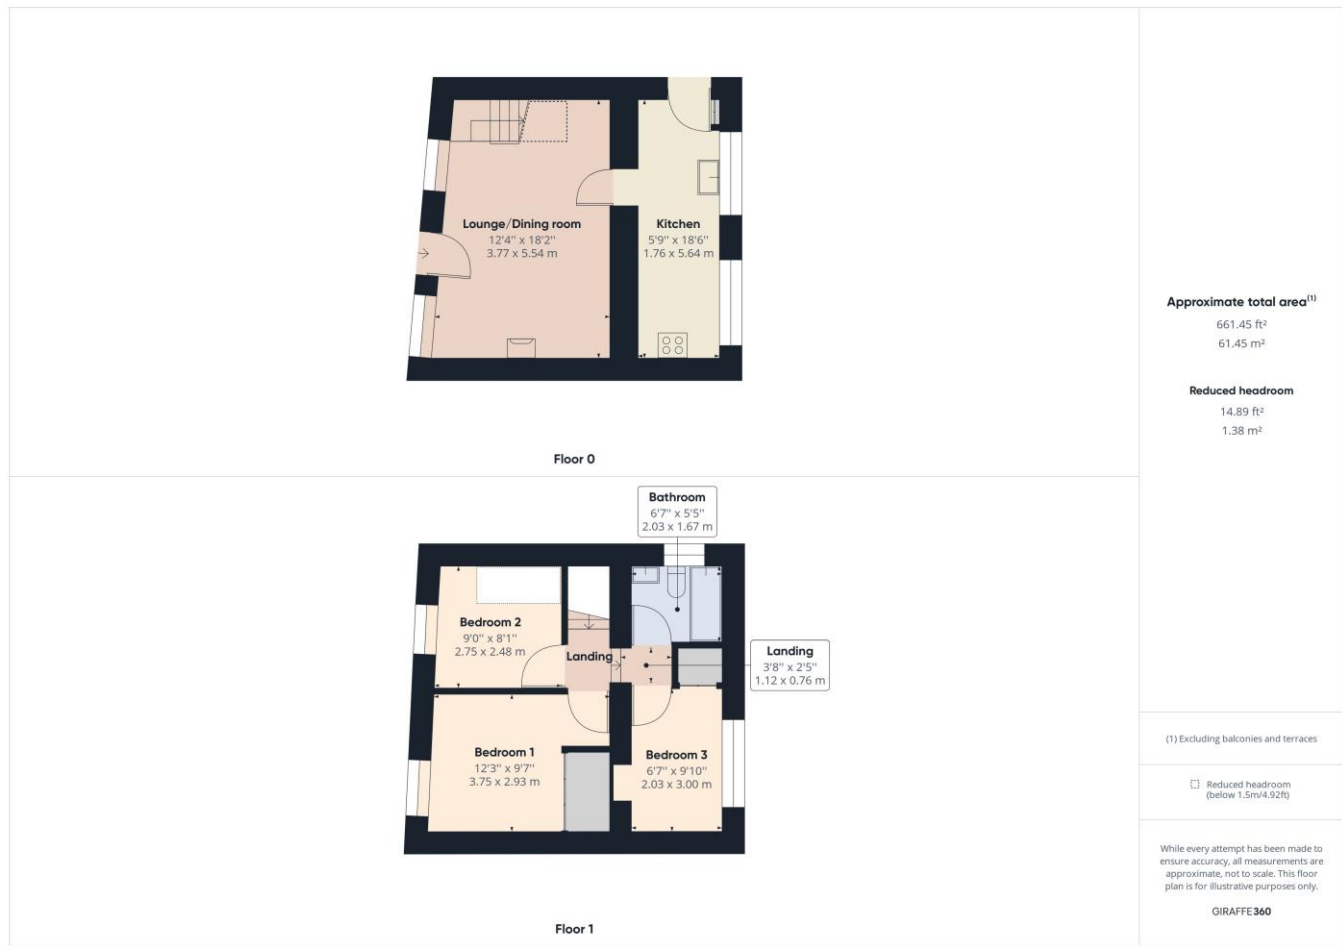 Lounge/Dining room
12'4" x 18'2"
3.77 x 5.54 m
Kitchen
5'9" x 18'6"
1.76 x 5.64 m
Floor 0
Bathroom
6'7" x 5'5"
2.03 x 1.67 m
Bedroom 2
9'0" x 8'1"
2.75 x 2.48 m
Landing
Landing
3'8" x 2'5"
1.12 x 0.76 m
Bedroom 1
12'3" x 9'7"
3.75 x 2.93 m
Bedroom 3
6'7" x 9'10"
2.03 x 3.00 m
Floor 1
Approximate total area(1)
661.45 ft²
61.45 m²
Reduced headroom
14.89 ft²
1.38 m²
(1) Excluding balconies and terraces
Reduced headroom
(below 1.5m/4.92ft)
While every attempt has been made to
ensure accuracy, all measurements are
approximate, not to scale. This floor
plan is for illustrative purposes only.
GIRAFFE360